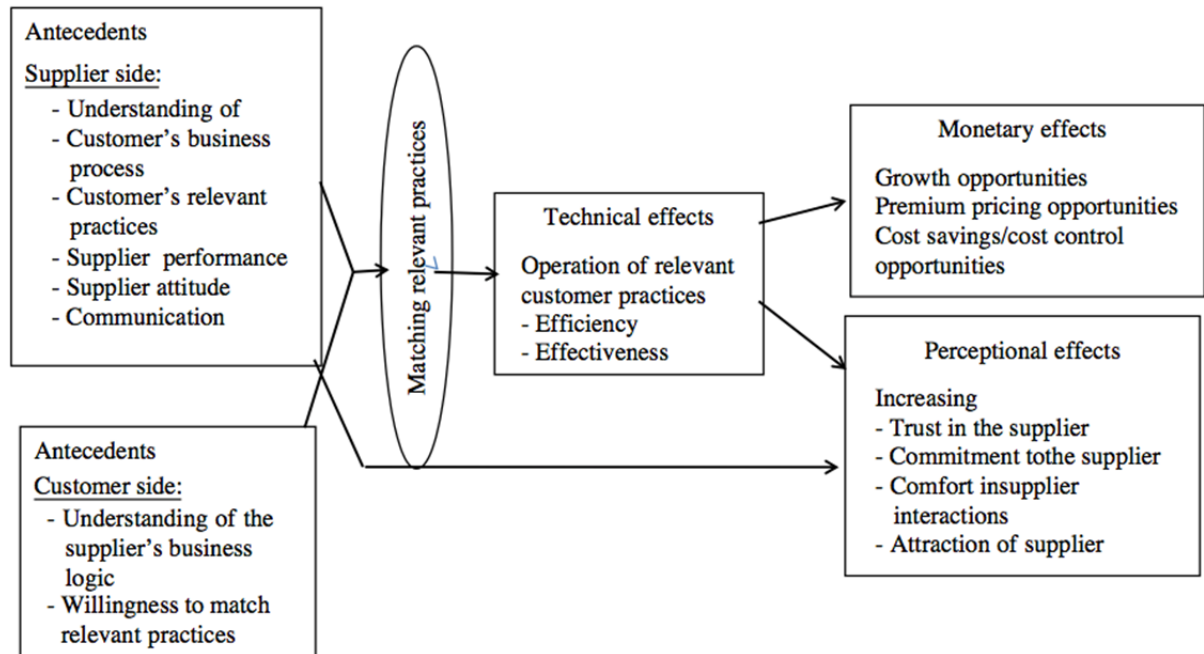 Antecedents
Supplier side:
- Understanding of
- Customer’s business
process
- Customer’s relevant
practices
- Supplier performance
- Supplier attitude
- Communication
Antecedents
Customer side:
- Understanding of the
supplier’s business
logic
- Willingness to match
relevant practices
Matching relevant practices
Technical effects
Operation of relevant
customer practices
- Efficiency
- Effectiveness
Monetary effects
Growth opportunities
Premium pricing opportunities
Cost savings/cost control
opportunities
Perceptional effects
Increasing
- Trust in the supplier
- Commitment tothe supplier
- Comfort insupplier
interactions
- Attraction of supplier